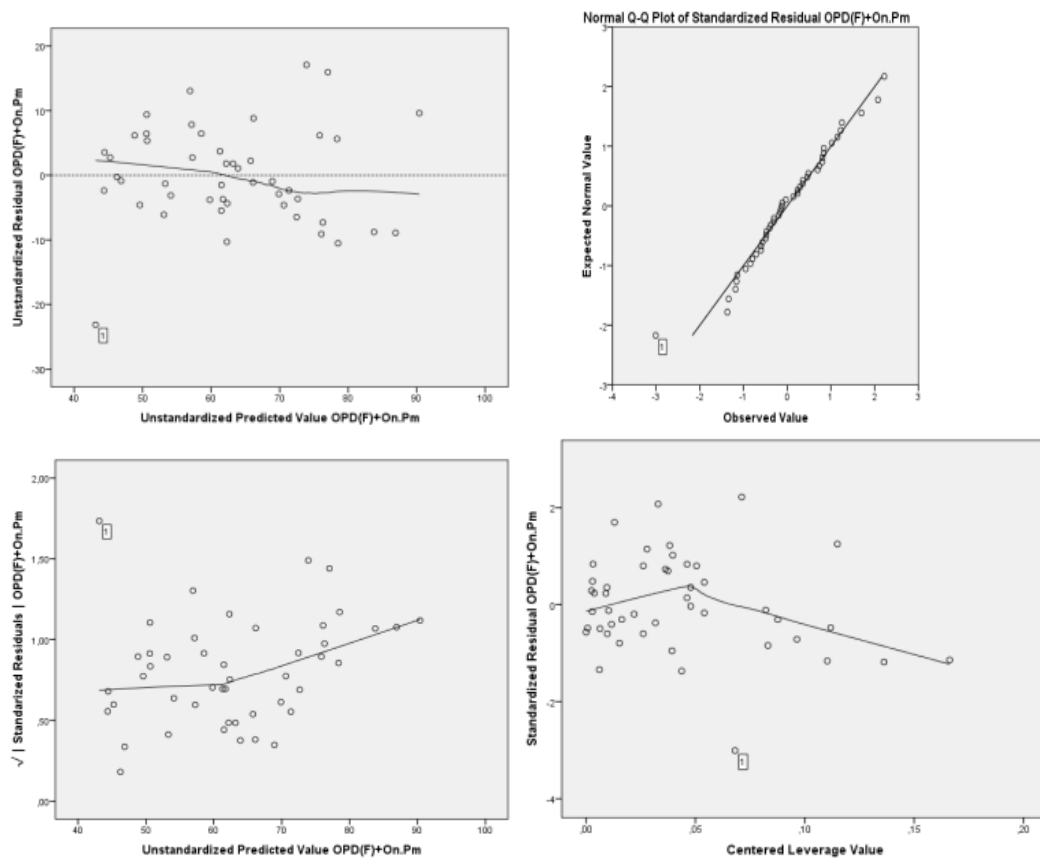 Unstandardized Residual OPD(F)+On.Pm
20
10
0
-10
-20
-30
1
40 50 60 70 80 90 100
Unstandardized Predicted Value OPD(F)+On.Pm
Normal Q-Q Plot of Standardized Residual OPD(F)+On.Pm
Expected Normal Value
3
2
1
0
-1
-2
-3
1
-4 -3 -2 -1 0 1 2 3
Observed Value
√ | Standarized Residuals | OPD(F)+On.Pm
2,00
1,50
1,00
,50
,00
1
40 50 60 70 80 90 100
Unstandardized Predicted Value OPD(F)+On.Pm
Standardized Residual OPD(F)+On.Pm
2
0
-2
-4
1
,00 ,05 ,10 ,15 ,20
Centered Leverage Value